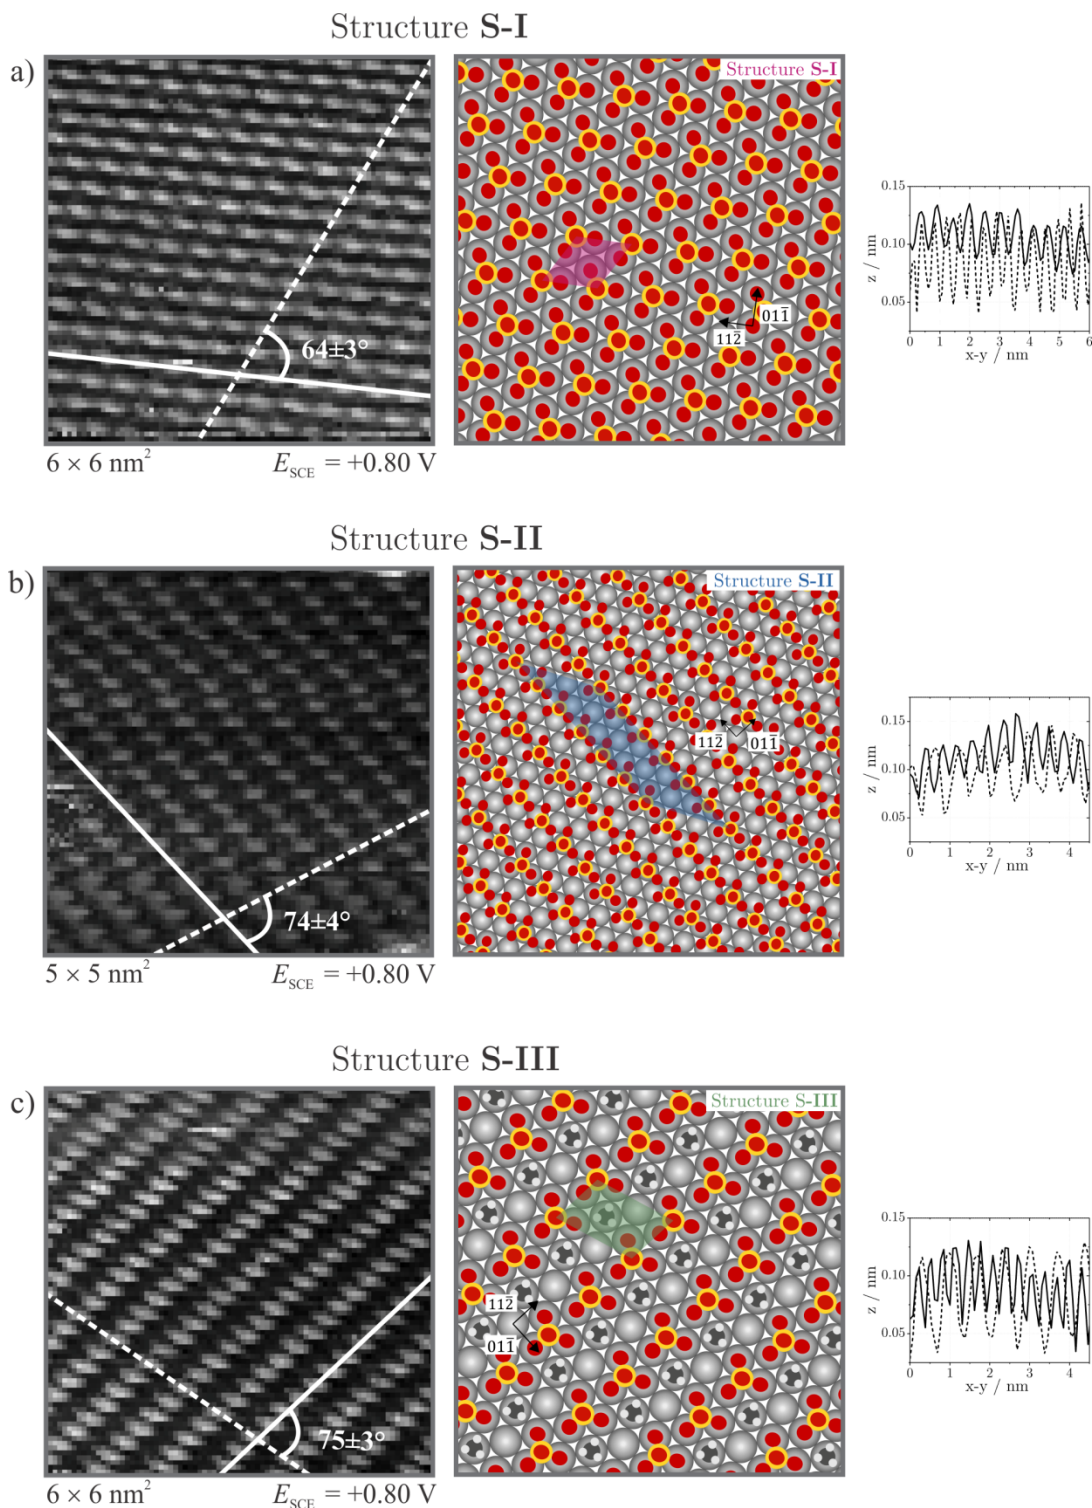 Structure S-I
a)
Structure S-I
64±3°
011̅
112̅
6 × 6 nm²
E_SCE = +0.80 V
z / nm
0.15
0.10
0.05
0 1 2 3 4 5 6
x-y / nm
Structure S-II
b)
Structure S-II
74±4°
112̅
011̅
5 × 5 nm²
E_SCE = +0.80 V
z / nm
0.15
0.10
0.05
0 1 2 3 4
x-y / nm
Structure S-III
c)
Structure S-III
75±3°
112̅
011̅
6 × 6 nm²
E_SCE = +0.80 V
z / nm
0.15
0.10
0.05
0 1 2 3 4
x-y / nm